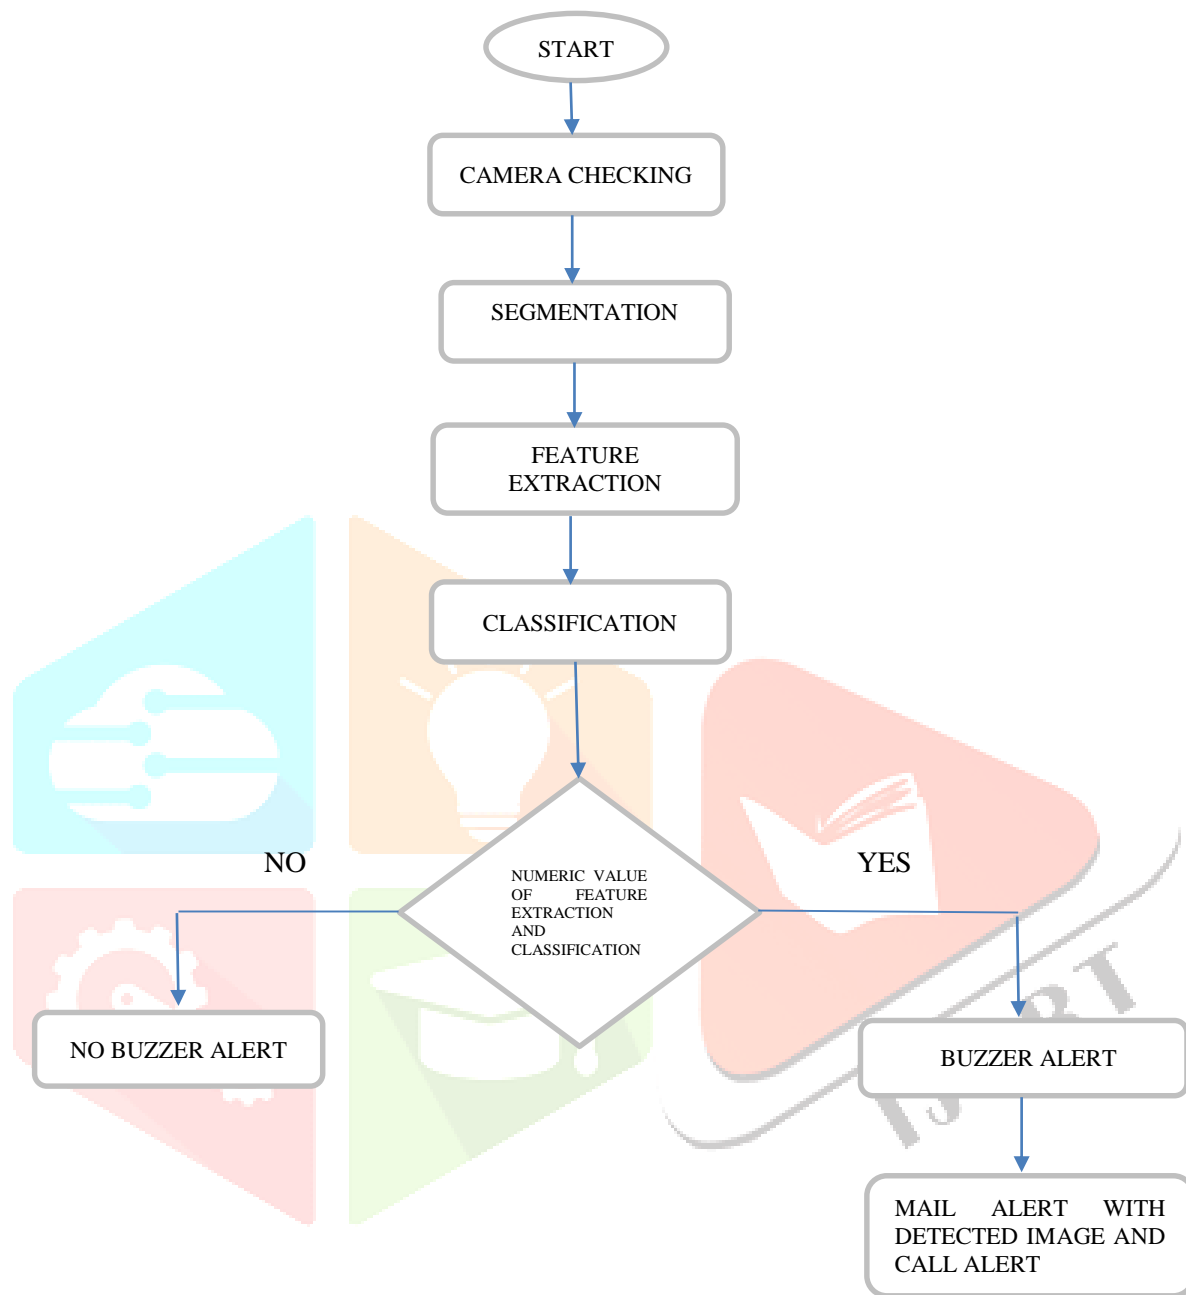 START
CAMERA CHECKING
SEGMENTATION
FEATURE
EXTRACTION
CLASSIFICATION
NO
YES
NUMERIC VALUE
OF FEATURE
EXTRACTION
AND
CLASSIFICATION
NO BUZZER ALERT
BUZZER ALERT
MAIL ALERT WITH
DETECTED IMAGE AND
CALL ALERT